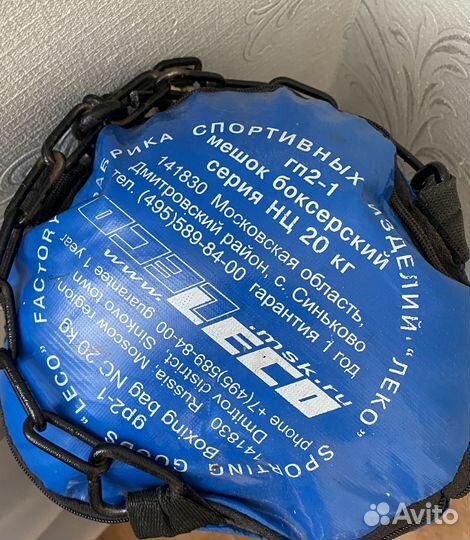 ФАБРИКА СПОРТИВНЫХ ИЗДЕЛИЙ "ЛЕКО"
гп2-1
мешок боксерский
серия НЦ 20 кг
141830 Московская область,
Дмитровский район, с. Синьково
тел. (495)589-84-00 гарантия 1 год
www.
LECO
.msk.ru
phone +7(495)589 84-00 guarantee 1 year
Dmitrov district Sinkovo town
141830 Russia, Moscow region,
Boxing bag NC 20 kg
gp2-1
SPORTING GOODS "LECO" FACTORY
Avito